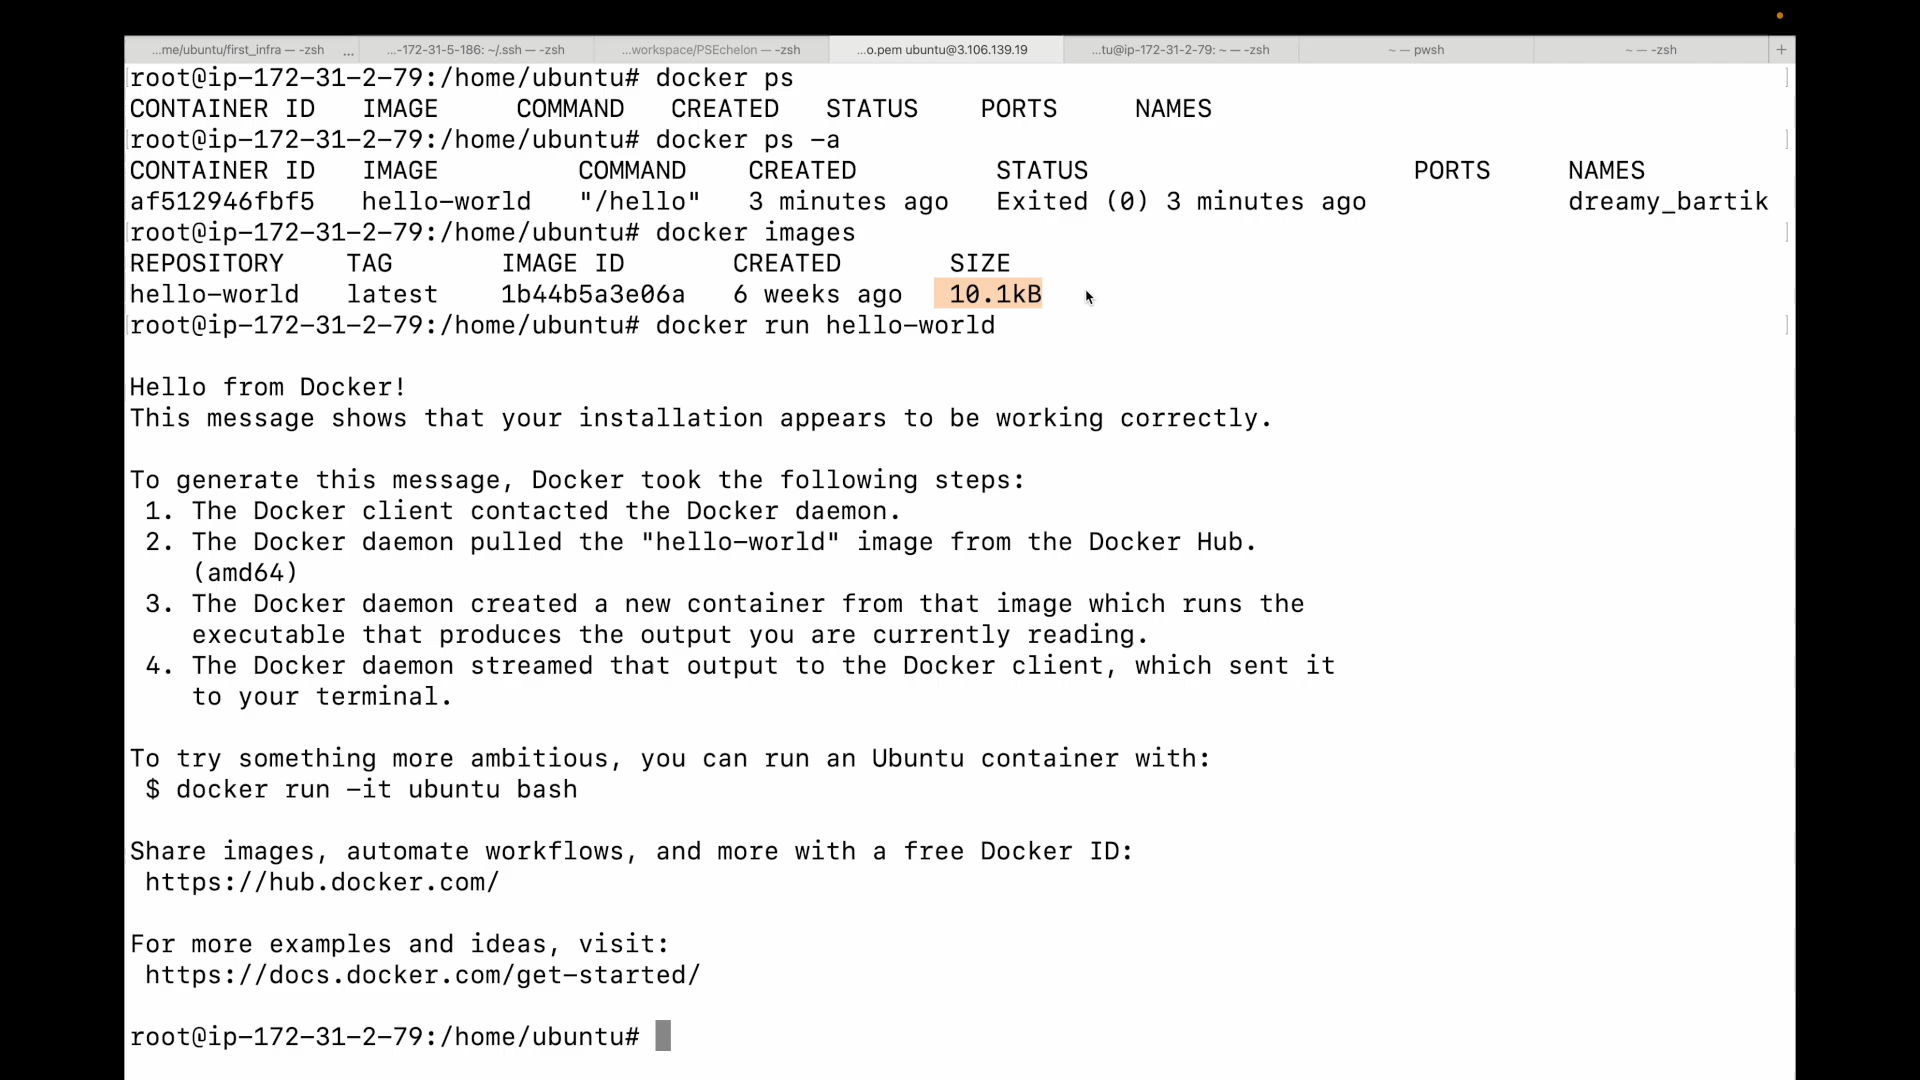 ...me/ubuntu/first_infra — -zsh ... ...-172-31-5-186: ~/.ssh — -zsh ...workspace/PSEchelon — -zsh ...o.pem ubuntu@3.106.139.19 ...tu@ip-172-31-2-79: ~ — -zsh ~ — pwsh ~ — -zsh +
root@ip-172-31-2-79:/home/ubuntu# docker ps
CONTAINER ID   IMAGE     COMMAND   CREATED   STATUS    PORTS     NAMES
root@ip-172-31-2-79:/home/ubuntu# docker ps -a
CONTAINER ID   IMAGE         COMMAND    CREATED         STATUS                     PORTS     NAMES
af512946fbf5   hello-world   "/hello"   3 minutes ago   Exited (0) 3 minutes ago             dreamy_bartik
root@ip-172-31-2-79:/home/ubuntu# docker images
REPOSITORY    TAG       IMAGE ID       CREATED       SIZE
hello-world   latest    1b44b5a3e06a   6 weeks ago   10.1kB
root@ip-172-31-2-79:/home/ubuntu# docker run hello-world
Hello from Docker!
This message shows that your installation appears to be working correctly.
To generate this message, Docker took the following steps:
1. The Docker client contacted the Docker daemon.
2. The Docker daemon pulled the "hello-world" image from the Docker Hub.
(amd64)
3. The Docker daemon created a new container from that image which runs the
executable that produces the output you are currently reading.
4. The Docker daemon streamed that output to the Docker client, which sent it
to your terminal.
To try something more ambitious, you can run an Ubuntu container with:
$ docker run -it ubuntu bash
Share images, automate workflows, and more with a free Docker ID:
https://hub.docker.com/
For more examples and ideas, visit:
https://docs.docker.com/get-started/
root@ip-172-31-2-79:/home/ubuntu#